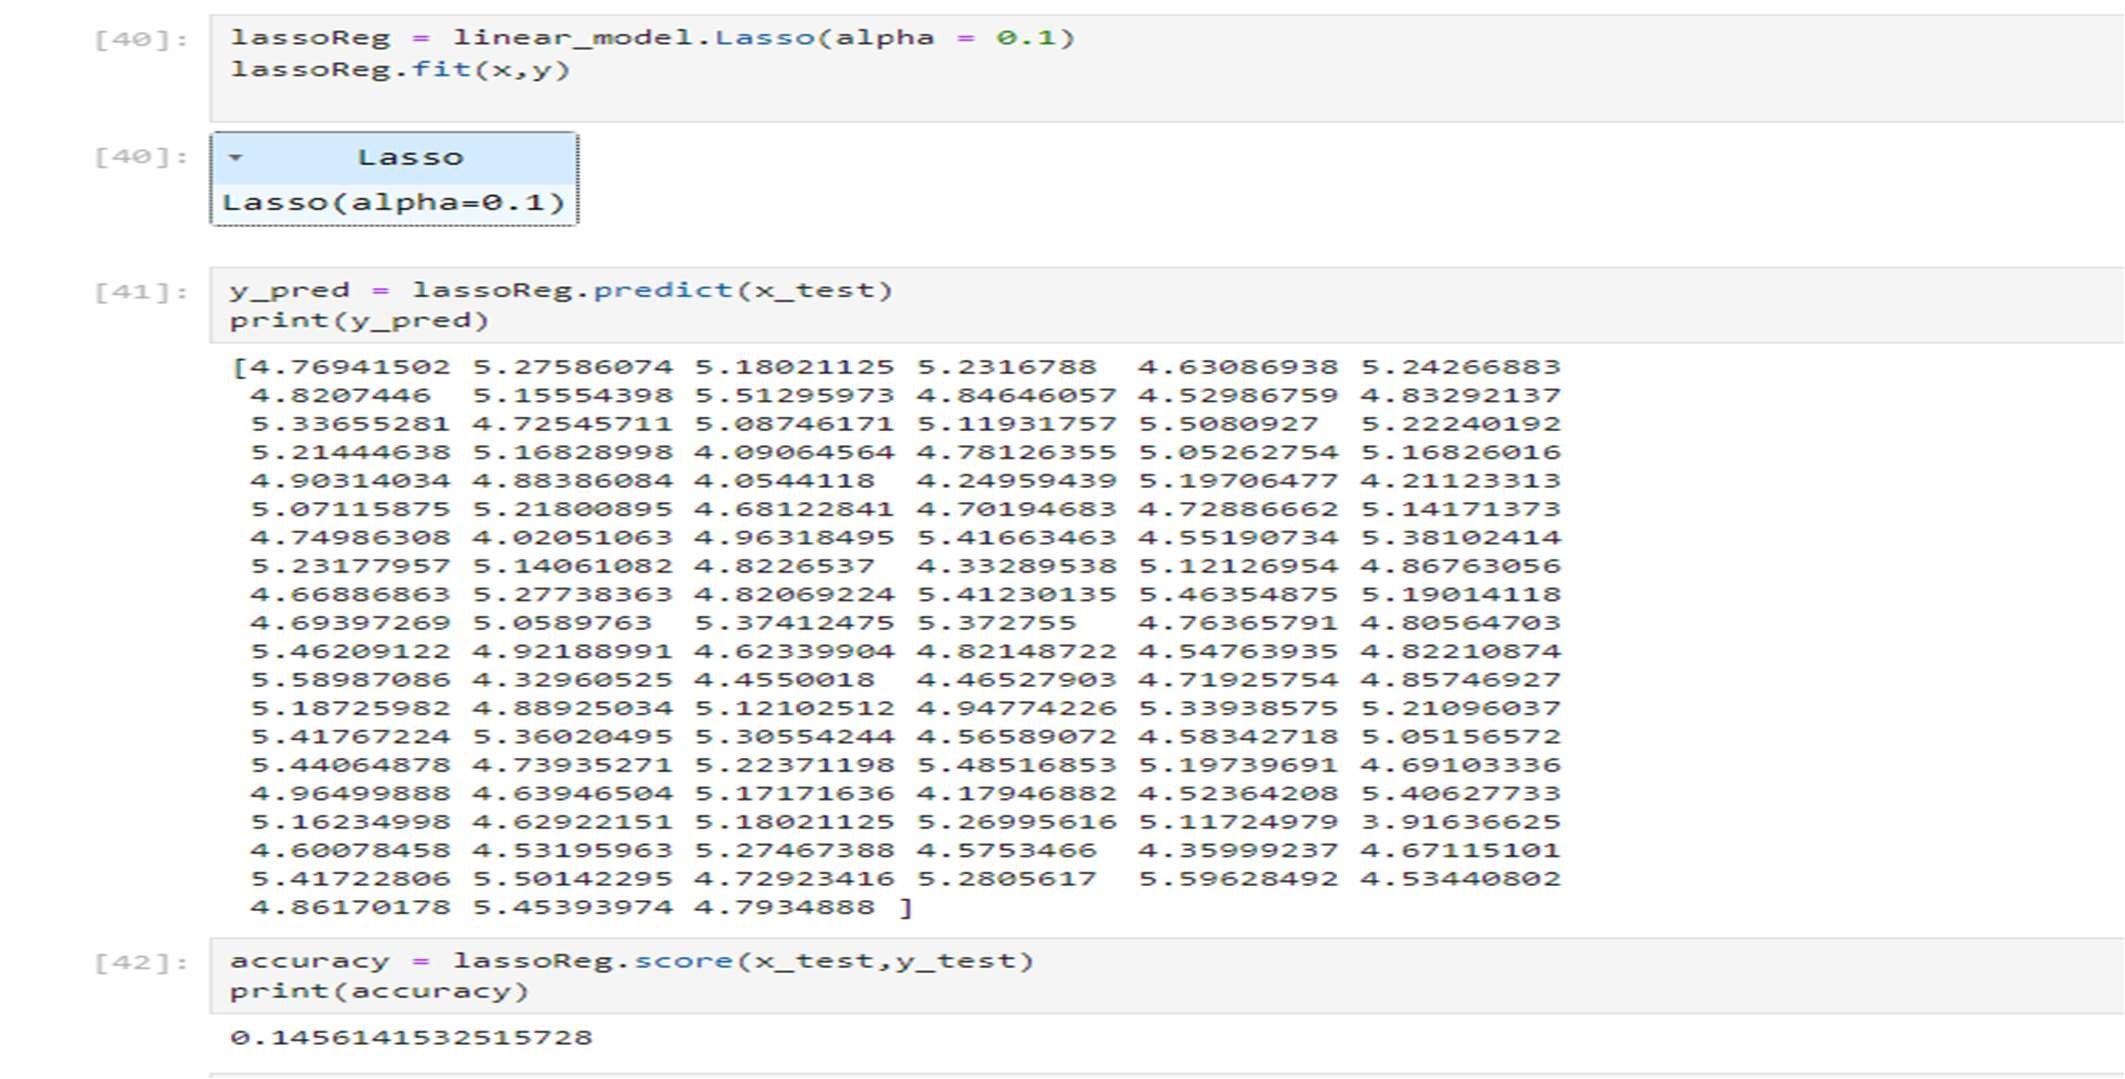 [40]: lassoReg = linear_model.Lasso(alpha = 0.1)
lassoReg.fit(x,y)
[40]: Lasso
Lasso(alpha=0.1)
[41]: y_pred = lassoReg.predict(x_test)
print(y_pred)
[4.76941502 5.27586074 5.18021125 5.2316788  4.63086938 5.24266883
4.8207446  5.15554398 5.51295973 4.84646057 4.52986759 4.83292137
5.33655281 4.72545711 5.08746171 5.11931757 5.5080927  5.22240192
5.21444638 5.16828998 4.09064564 4.78126355 5.05262754 5.16826016
4.90314034 4.88386084 4.0544118  4.24959439 5.19706477 4.21123313
5.07115875 5.21800895 4.68122841 4.70194683 4.72886662 5.14171373
4.74986308 4.02051063 4.96318495 5.41663463 4.55190734 5.38102414
5.23177957 5.14061082 4.8226537  4.33289538 5.12126954 4.86763056
4.66886863 5.27738363 4.82069224 5.41230135 5.46354875 5.19014118
4.69397269 5.0589763  5.37412475 5.372755   4.76365791 4.80564703
5.46209122 4.92188991 4.62339904 4.82148722 4.54763935 4.82210874
5.58987086 4.32960525 4.4550018  4.46527903 4.71925754 4.85746927
5.18725982 4.88925034 5.12102512 4.94774226 5.33938575 5.21096037
5.41767224 5.36020495 5.30554244 4.56589072 4.58342718 5.05156572
5.44064878 4.73935271 5.22371198 5.48516853 5.19739691 4.69103336
4.96499888 4.63946504 5.17171636 4.17946882 4.52364208 5.40627733
5.16234998 4.62922151 5.18021125 5.26995616 5.11724979 3.91636625
4.60078458 4.53195963 5.27467388 4.5753466  4.35999237 4.67115101
5.41722806 5.50142295 4.72923416 5.2805617  5.59628492 4.53440802
4.86170178 5.45393974 4.7934888 ]
[42]: accuracy = lassoReg.score(x_test,y_test)
print(accuracy)
0.1456141532515728